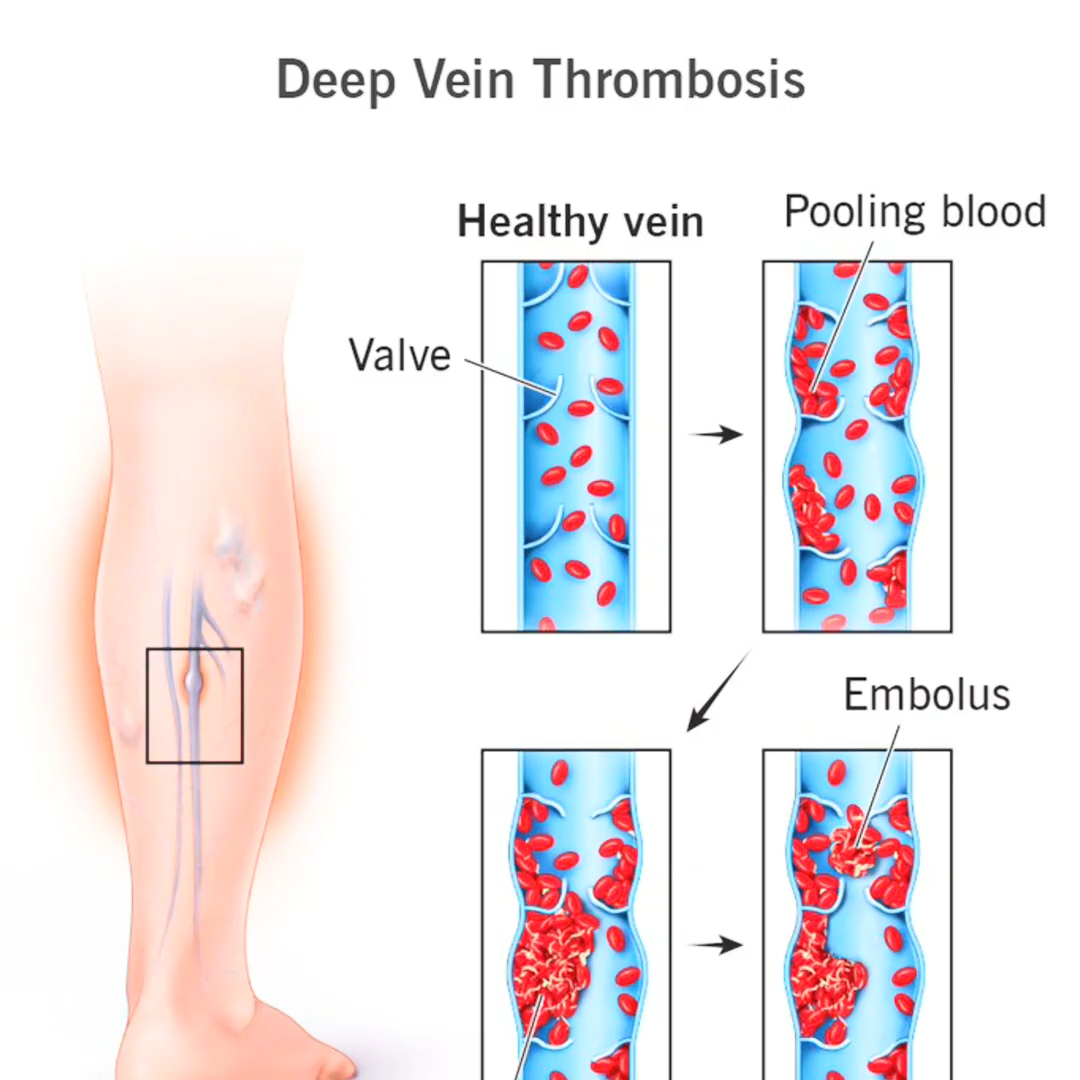 Deep Vein Thrombosis
Healthy vein
Pooling blood
Valve
Embolus